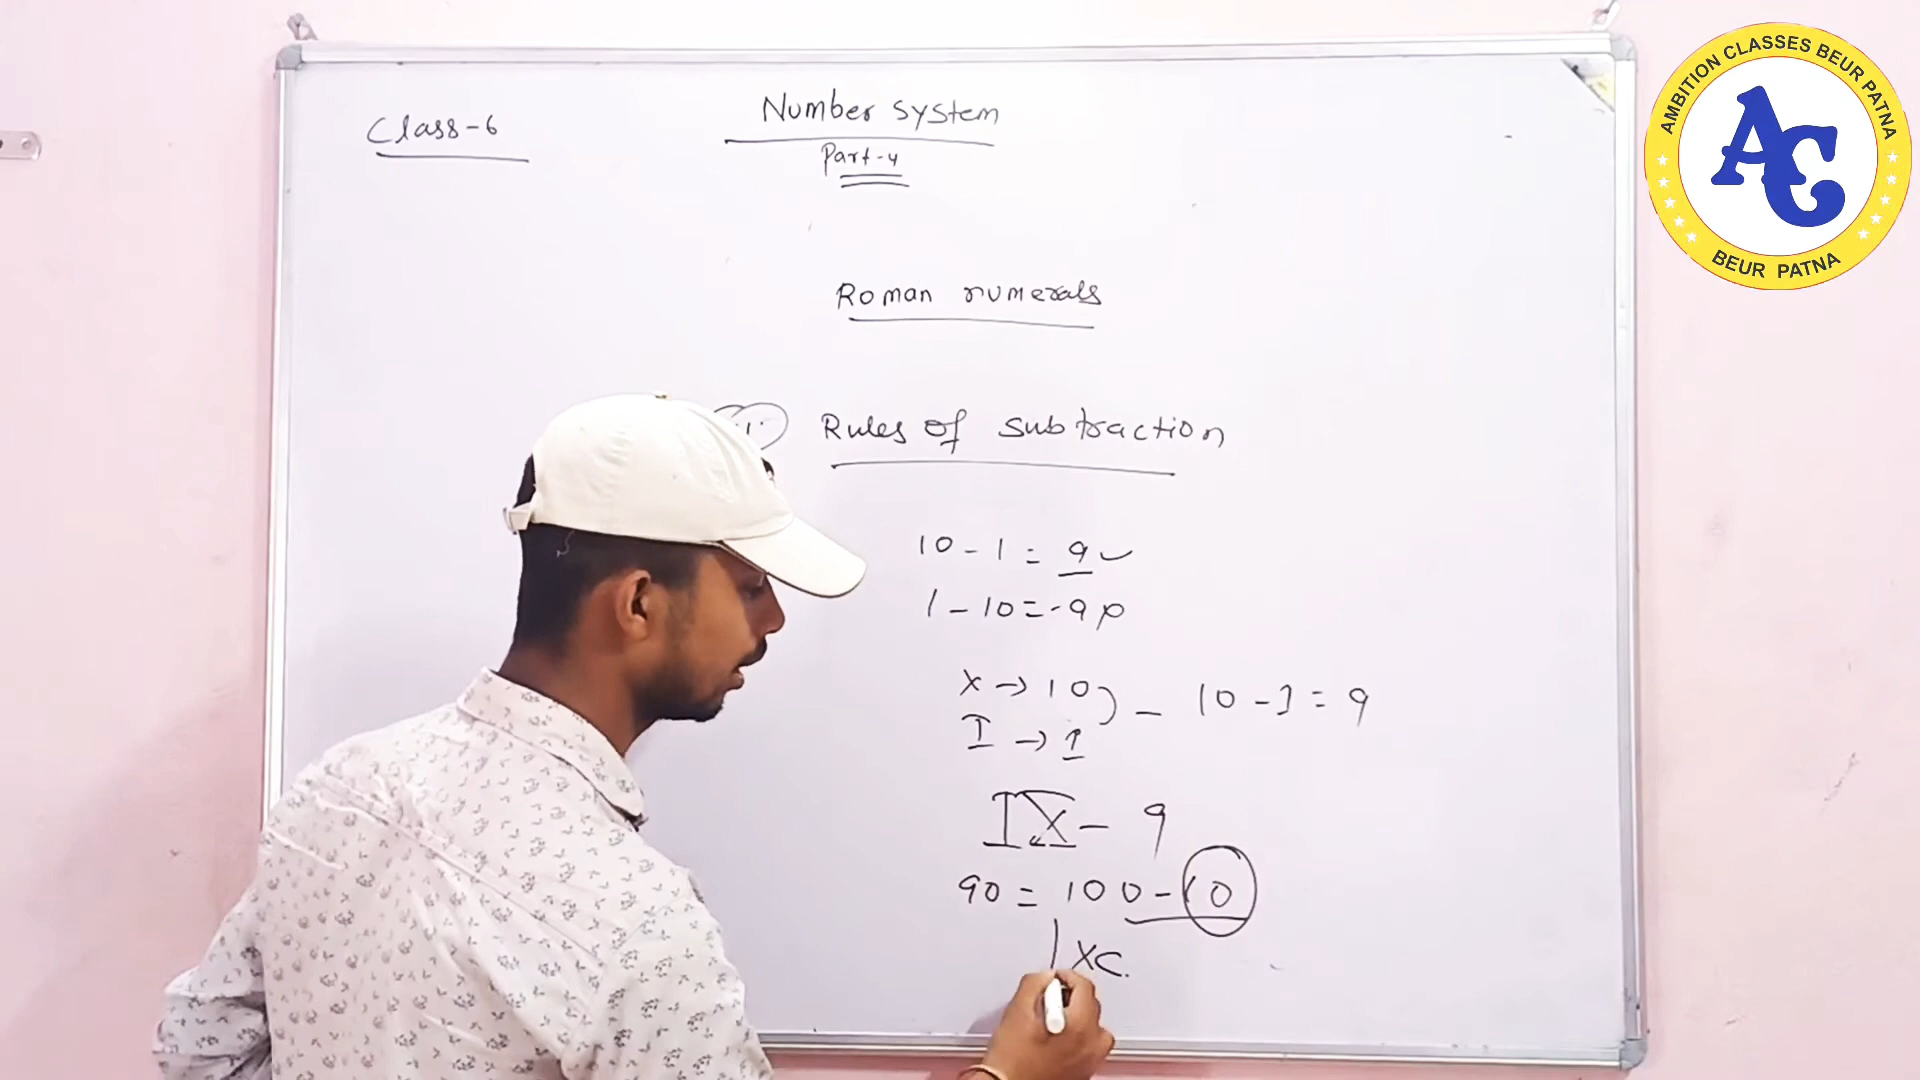 Class-6
Number system
Part-4
Roman numerals
1. Rules of subtraction
10 - 1 = 9 ✓
1 - 10 = -9
X → 10
I → 1
- 10 - 1 = 9
IX - 9
90 = 100 - 10
XC.
AMBITION CLASSES BEUR PATNA
AC
BEUR PATNA